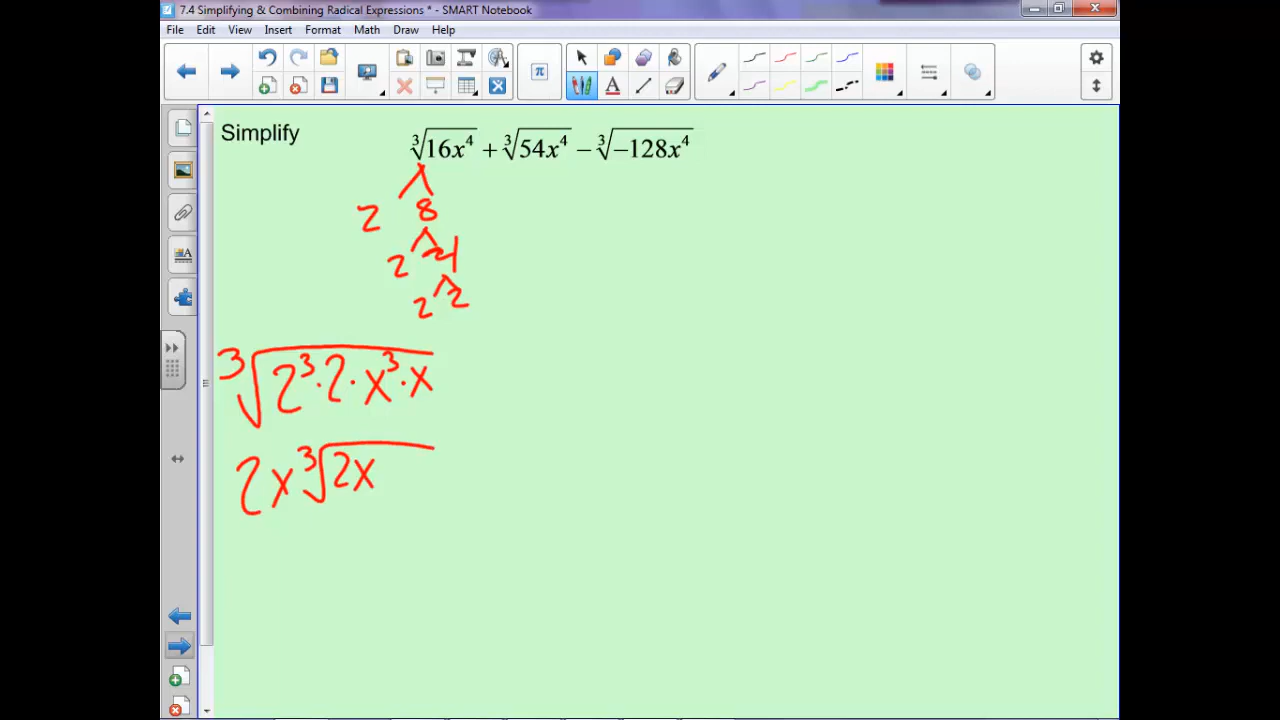 7.4 Simplifying & Combining Radical Expressions * - SMART Notebook
File Edit View Insert Format Math Draw Help
π
A
Simplify ∛(16x⁴) + ∛(54x⁴) − ∛(−128x⁴)
2 8
2 4
2 2
∛(2³·2·x³·x)
2x∛(2x)